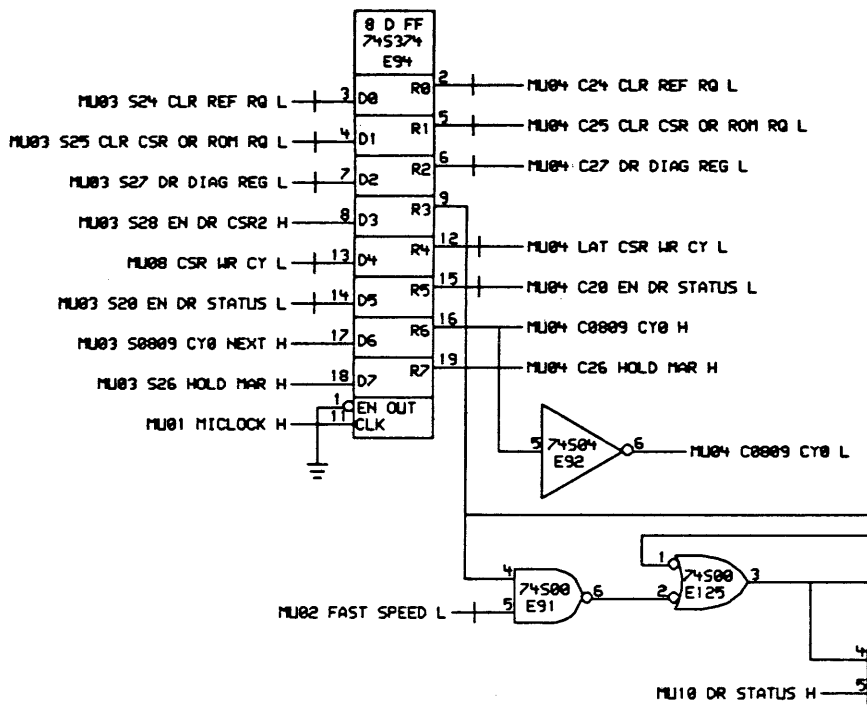 8 D FF
74S374
E94
MU03 S24 CLR REF RQ L 3 D0 R0 2 MU04 C24 CLR REF RQ L
MU03 S25 CLR CSR OR ROM RQ L 4 D1 R1 5 MU04 C25 CLR CSR OR ROM RQ L
MU03 S27 DR DIAG REG L 7 D2 R2 6 MU04 C27 DR DIAG REG L
MU03 S28 EN DR CSR2 H 8 D3 R3 9
MU08 CSR WR CY L 13 D4 R4 12 MU04 LAT CSR WR CY L
MU03 S20 EN DR STATUS L 14 D5 R5 15 MU04 C20 EN DR STATUS L
MU03 S0809 CY0 NEXT H 17 D6 R6 16 MU04 C0809 CY0 H
MU03 S26 HOLD MAR H 18 D7 R7 19 MU04 C26 HOLD MAR H
1 EN OUT
MU01 MICLOCK H 11 CLK
5 74S04 6 MU04 C0809 CY0 L
E92
4 74S00 6
MU02 FAST SPEED L 5 E91
1 74S00 3
2 E125
4
MU10 DR STATUS H 5